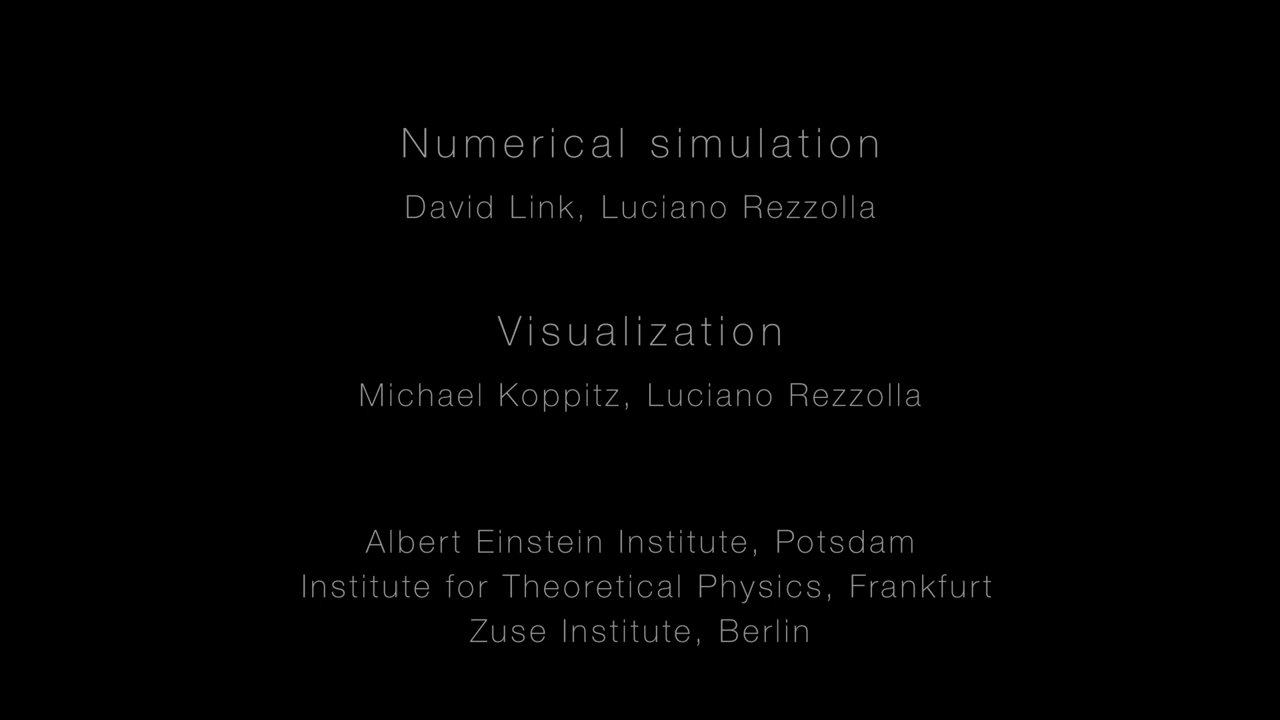 Numerical simulation
David Link, Luciano Rezzolla
Visualization
Michael Koppitz, Luciano Rezzolla
Albert Einstein Institute, Potsdam
Institute for Theoretical Physics, Frankfurt
Zuse Institute, Berlin